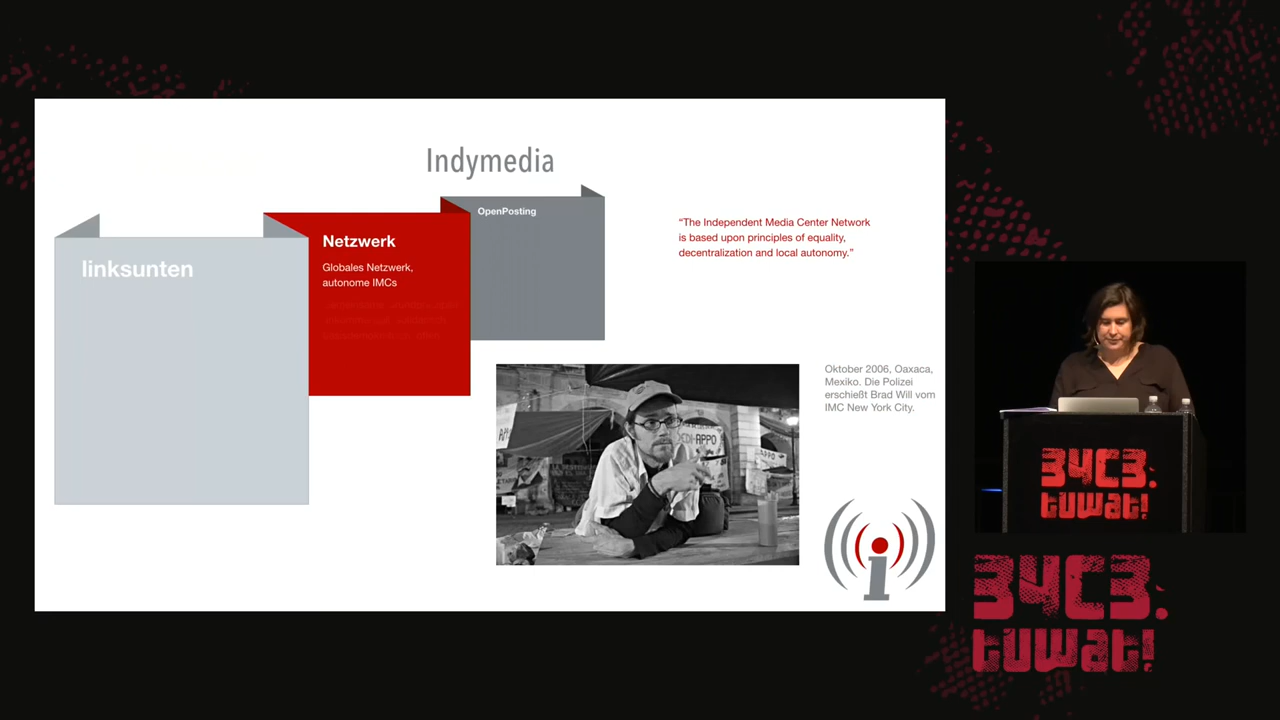 Indymedia
linksunten
Netzwerk
Globales Netzwerk,
autonome IMCs
OpenPosting
“The Independent Media Center Network
is based upon principles of equality,
decentralization and local autonomy.”
APPO
Oktober 2006, Oaxaca,
Mexiko. Die Polizei
erschießt Brad Will vom
IMC New York City.
i
34C3.
tuwat!
34C3.
tuwat!